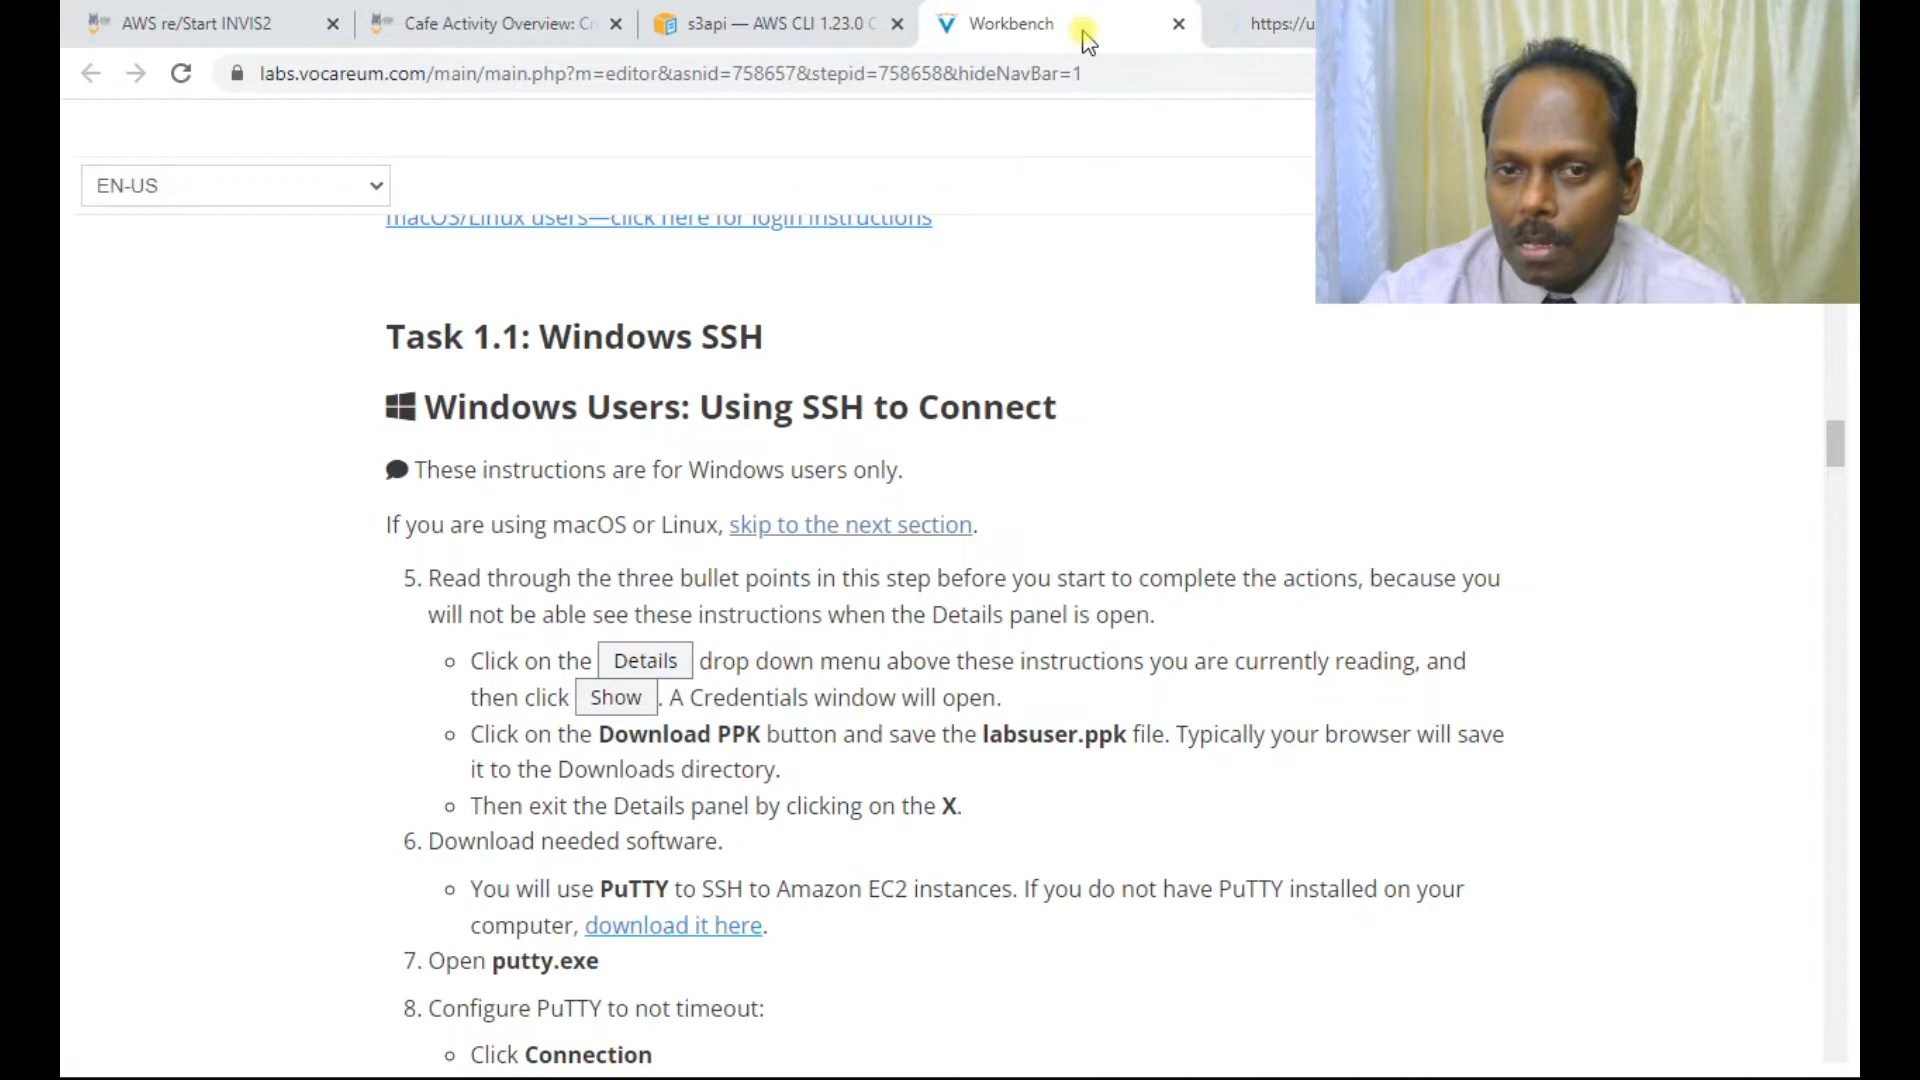 AWS re/Start INVIS2
Cafe Activity Overview: Cr
s3api — AWS CLI 1.23.0 C
Workbench
https://u
labs.vocareum.com/main/main.php?m=editor&asnid=758657&stepid=758658&hideNavBar=1
EN-US
macOS/Linux users—click here for login instructions
Task 1.1: Windows SSH
Windows Users: Using SSH to Connect
These instructions are for Windows users only.
If you are using macOS or Linux, skip to the next section.
5. Read through the three bullet points in this step before you start to complete the actions, because you
will not be able see these instructions when the Details panel is open.
Click on the Details drop down menu above these instructions you are currently reading, and
then click Show . A Credentials window will open.
Click on the Download PPK button and save the labsuser.ppk file. Typically your browser will save
it to the Downloads directory.
Then exit the Details panel by clicking on the X.
6. Download needed software.
You will use PuTTY to SSH to Amazon EC2 instances. If you do not have PuTTY installed on your
computer, download it here.
7. Open putty.exe
8. Configure PuTTY to not timeout:
Click Connection